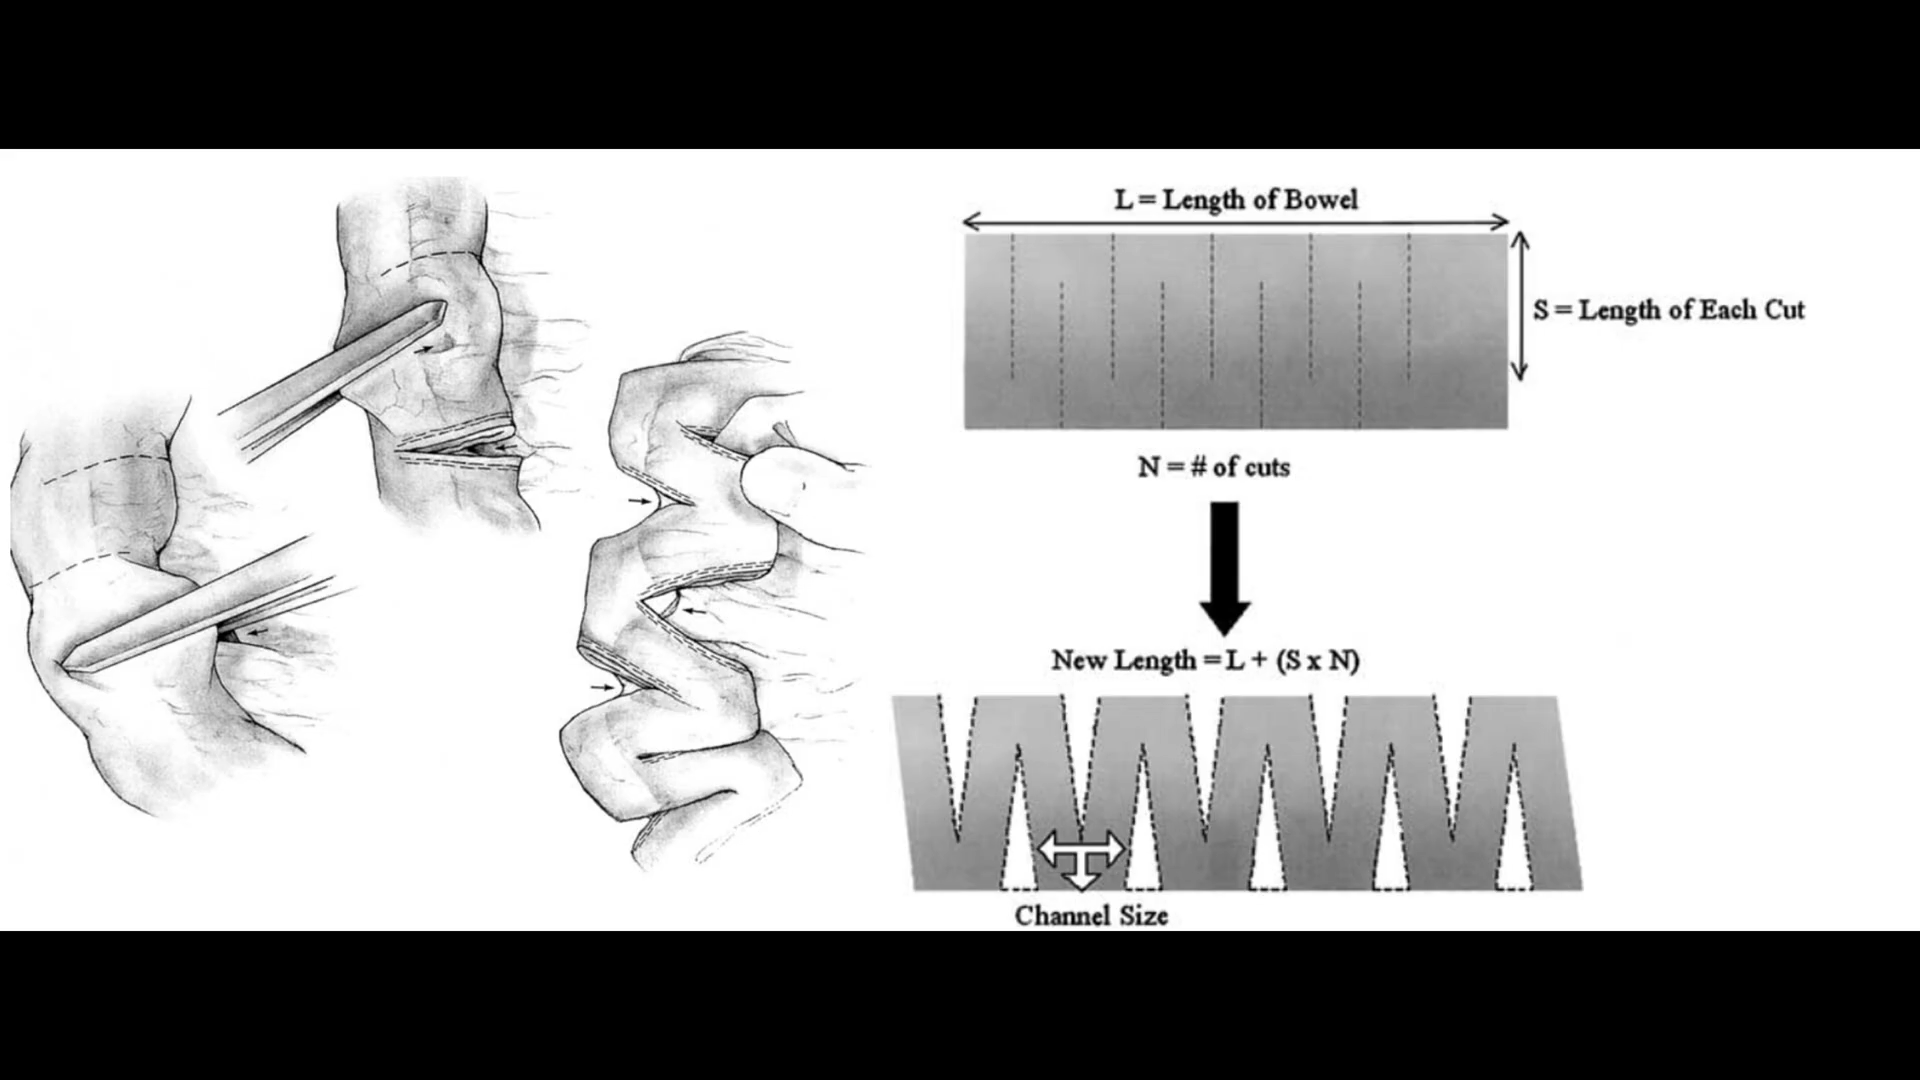 L = Length of Bowel
S = Length of Each Cut
N = # of cuts
New Length = L + (S x N)
Channel Size